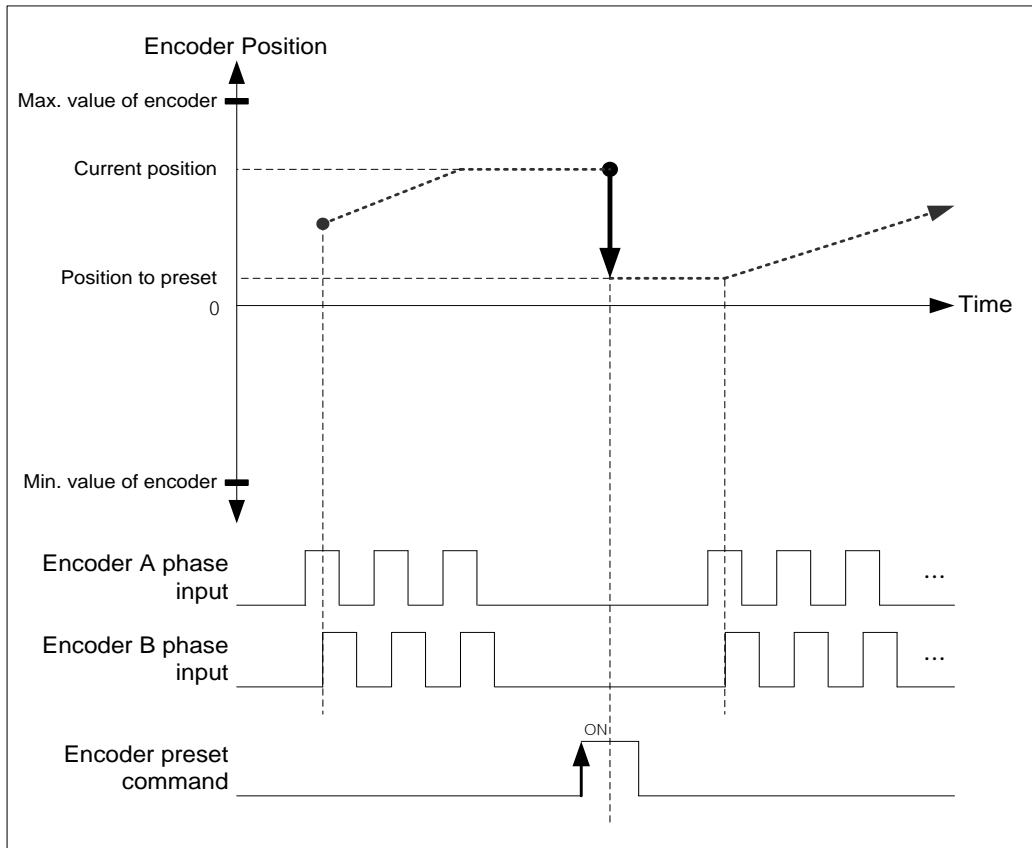 Encoder Position
Max. value of encoder
Current position
Position to preset
0
Time
Min. value of encoder
Encoder A phase
input
...
Encoder B phase
input
...
ON
Encoder preset
command